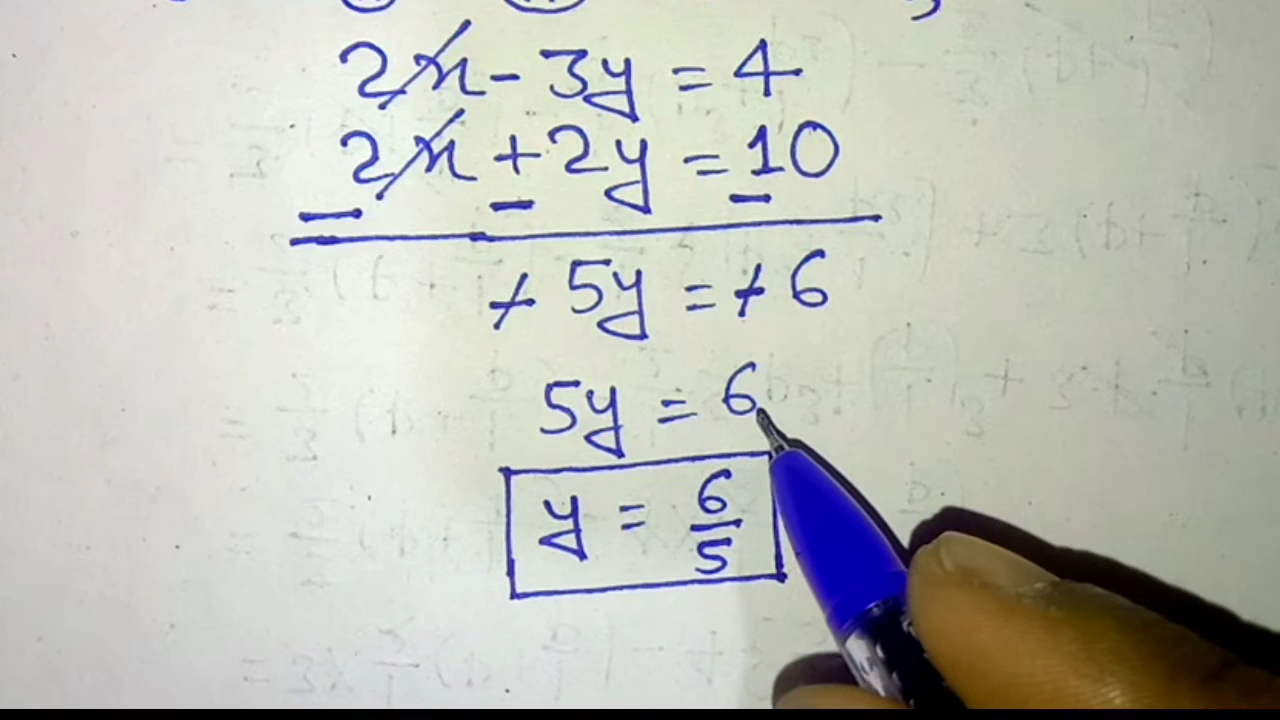 2x - 3y = 4
2x + 2y = 10
- - -
- 5y = - 6
5y = 6
y = 6/5